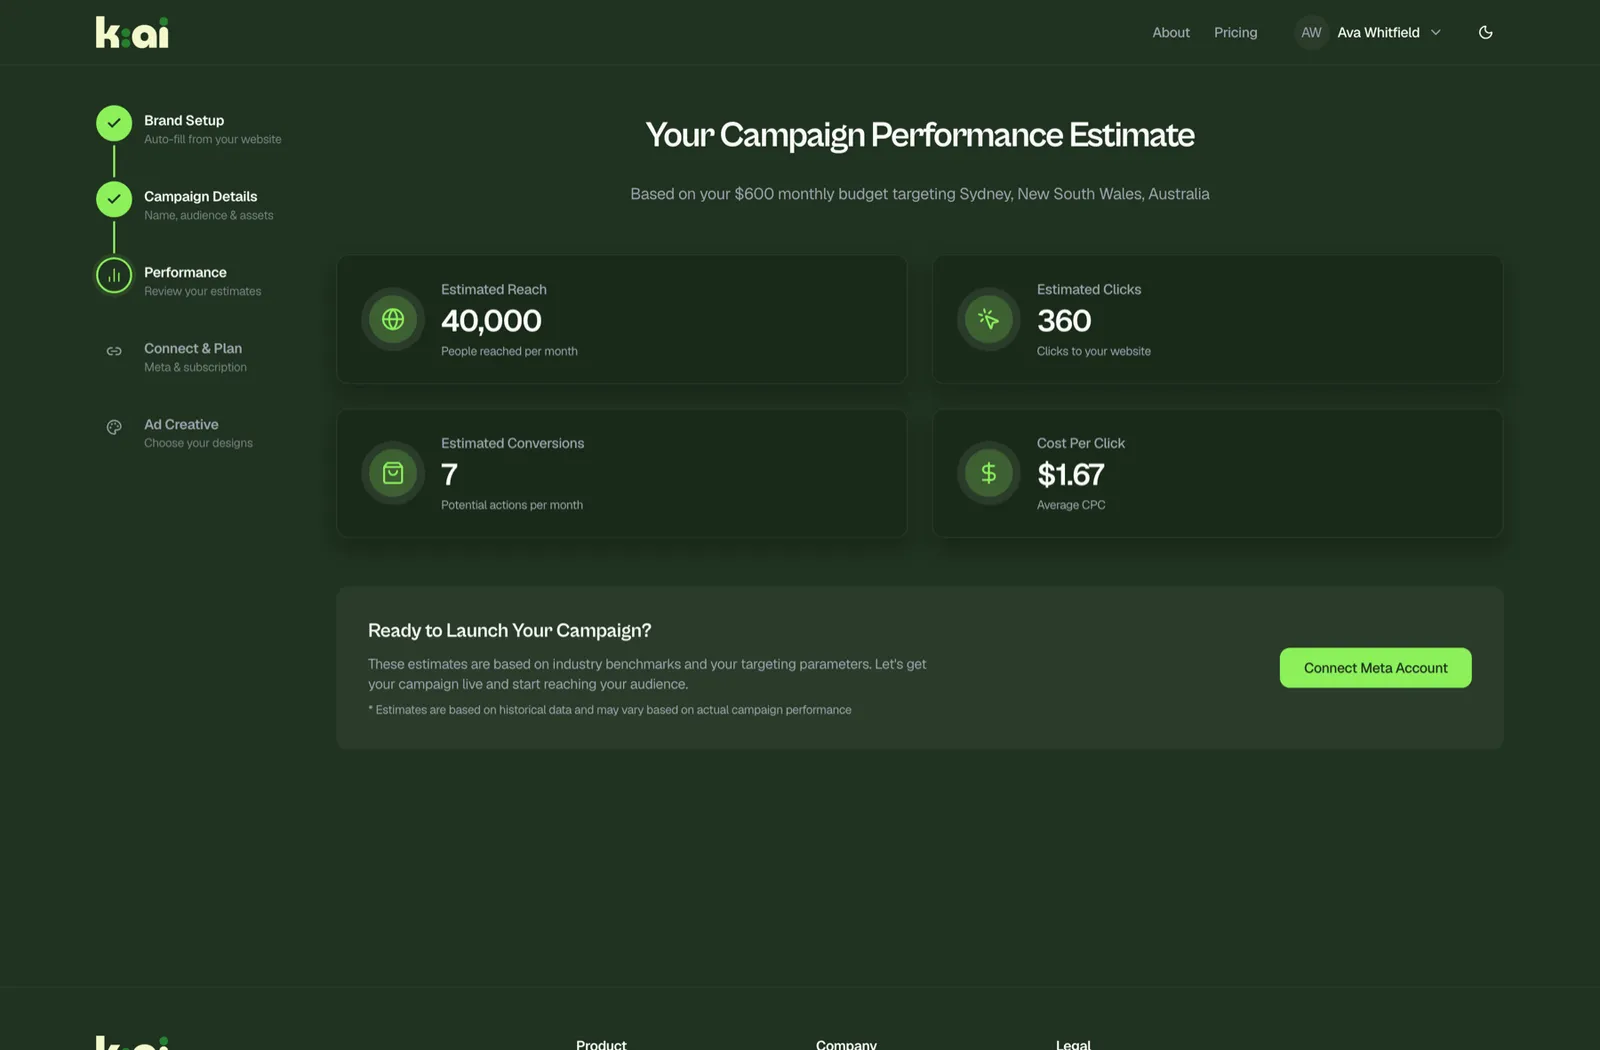 k:ai
About
Pricing
AW
Ava Whitfield
Brand Setup
Auto-fill from your website
Campaign Details
Name, audience & assets
Performance
Review your estimates
Connect & Plan
Meta & subscription
Ad Creative
Choose your designs
Your Campaign Performance Estimate
Based on your $600 monthly budget targeting Sydney, New South Wales, Australia
Estimated Reach
40,000
People reached per month
Estimated Clicks
360
Clicks to your website
Estimated Conversions
7
Potential actions per month
Cost Per Click
$1.67
Average CPC
Ready to Launch Your Campaign?
These estimates are based on industry benchmarks and your targeting parameters. Let's get
your campaign live and start reaching your audience.
* Estimates are based on historical data and may vary based on actual campaign performance
Connect Meta Account
k:ai
Product
Company
Legal